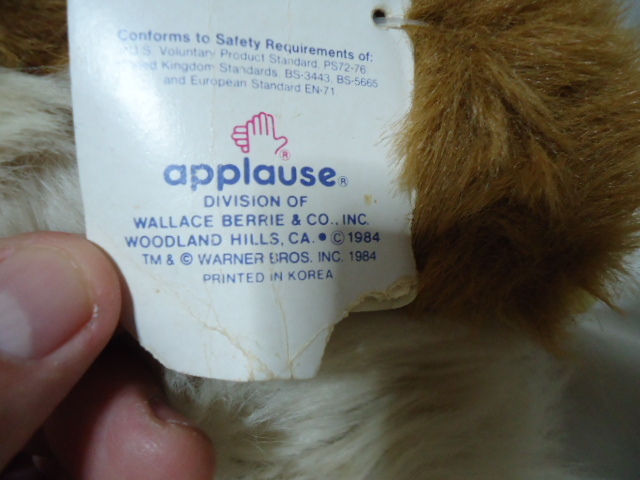 Conforms to Safety Requirements of:
U.S. Voluntary Product Standard, PS72-76
Kingdom Standards, BS-3443, BS-5665
and European Standard EN-71
®
applause®
DIVISION OF
WALLACE BERRIE & CO., INC.
WOODLAND HILLS, CA. • © 1984
TM & © WARNER BROS. INC. 1984
PRINTED IN KOREA